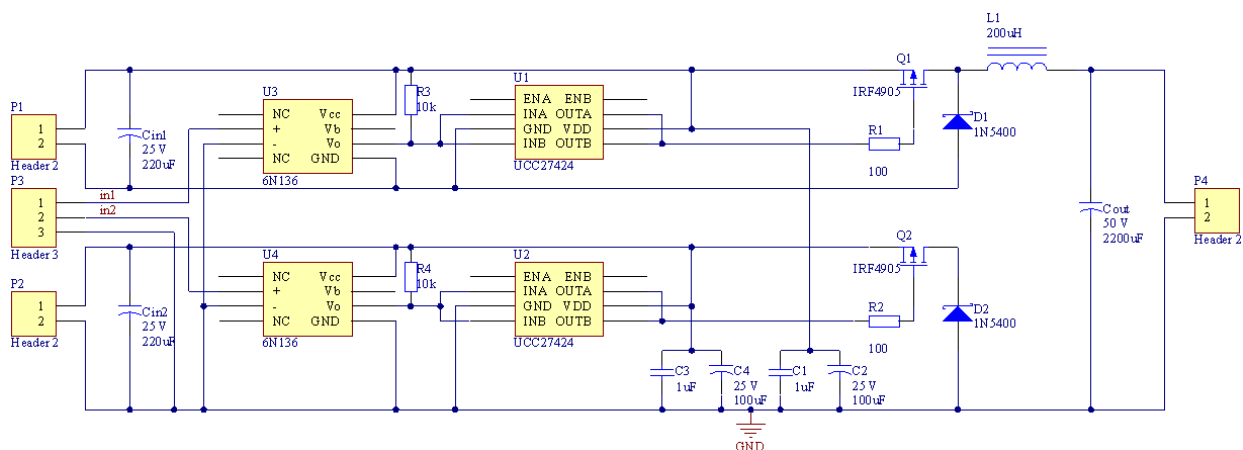 L1
200uH
Q1
IRF4905
U1
ENA ENB
INA OUTA
GND VDD
INB OUTB
UCC27424
U3
NC Vcc
+ Vb
- Vo
NC GND
6N136
R3
10k
P1
1
2
Header 2
Cin1
25 V
220uF
R1
100
D1
1N5400
P3
1
2
3
Header 3
in1
in2
P4
1
2
Header 2
Cout
50 V
2200uF
Q2
IRF4905
U2
ENA ENB
INA OUTA
GND VDD
INB OUTB
UCC27424
U4
NC Vcc
+ Vb
- Vo
NC GND
6N136
R4
10k
P2
1
2
Header 2
Cin2
25 V
220uF
R2
100
D2
1N5400
C3
1uF
C4
25 V
100uF
C1
1uF
C2
25 V
100uF
GND